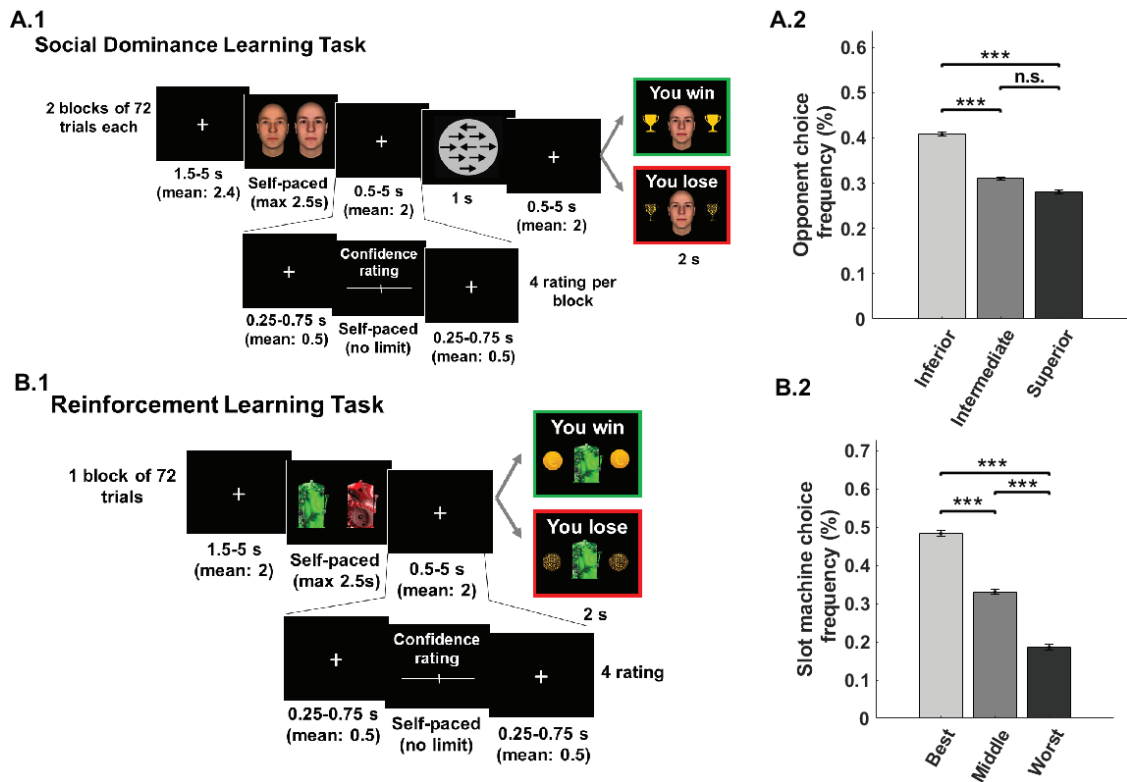 A.1
Social Dominance Learning Task
2 blocks of 72
trials each
1.5-5 s
(mean: 2.4)
Self-paced
(max 2.5s)
0.5-5 s
(mean: 2)
1 s
0.5-5 s
(mean: 2)
You win
You lose
2 s
Confidence
rating
0.25-0.75 s
(mean: 0.5)
Self-paced
(no limit)
0.25-0.75 s
(mean: 0.5)
4 rating per
block
A.2
Opponent choice
frequency (%)
0.6
0.5
0.4
0.3
0.2
0.1
0
***
n.s.
***
Inferior
Intermediate
Superior
B.1
Reinforcement Learning Task
1 block of 72
trials
1.5-5 s
(mean: 2)
Self-paced
(max 2.5s)
0.5-5 s
(mean: 2)
You win
You lose
2 s
Confidence
rating
0.25-0.75 s
(mean: 0.5)
Self-paced
(no limit)
0.25-0.75 s
(mean: 0.5)
4 rating
B.2
Slot machine choice
frequency (%)
0.7
0.6
0.5
0.4
0.3
0.2
0.1
0
***
***
***
Best
Middle
Worst